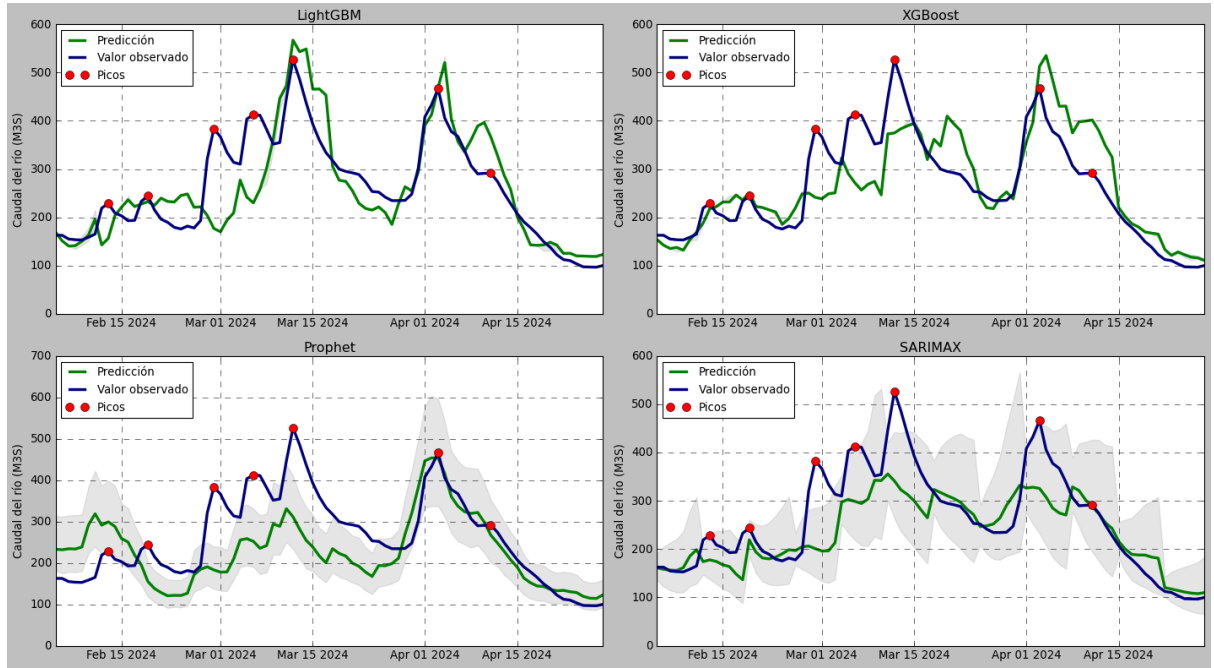 LightGBM
Caudal del río (M3S)
600
500
400
300
200
100
0
Predicción
Valor observado
Picos
Feb 15 2024
Mar 01 2024
Mar 15 2024
Apr 01 2024
Apr 15 2024
XGBoost
Caudal del río (M3S)
600
500
400
300
200
100
0
Predicción
Valor observado
Picos
Feb 15 2024
Mar 01 2024
Mar 15 2024
Apr 01 2024
Apr 15 2024
Prophet
Caudal del río (M3S)
700
600
500
400
300
200
100
0
Predicción
Valor observado
Picos
Feb 15 2024
Mar 01 2024
Mar 15 2024
Apr 01 2024
Apr 15 2024
SARIMAX
Caudal del río (M3S)
600
500
400
300
200
100
0
Predicción
Valor observado
Picos
Feb 15 2024
Mar 01 2024
Mar 15 2024
Apr 01 2024
Apr 15 2024